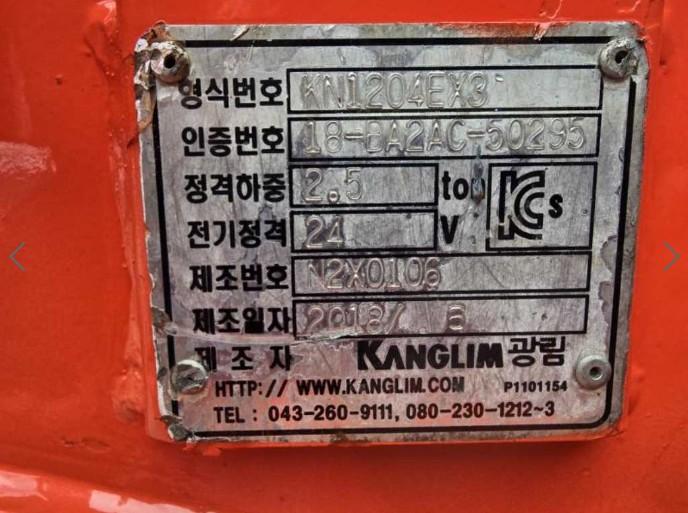 형식번호 KN1204EX3
인증번호 18-BA2AC-50295
정격하중 2.5 ton KCs
전기정격 24 V
제조번호 N2X0106
제조일자 2018/ . 5
제 조 자 KANGLIM 광림
HTTP:// WWW.KANGLIM.COM P1101154
TEL : 043-260-9111, 080-230-1212~3